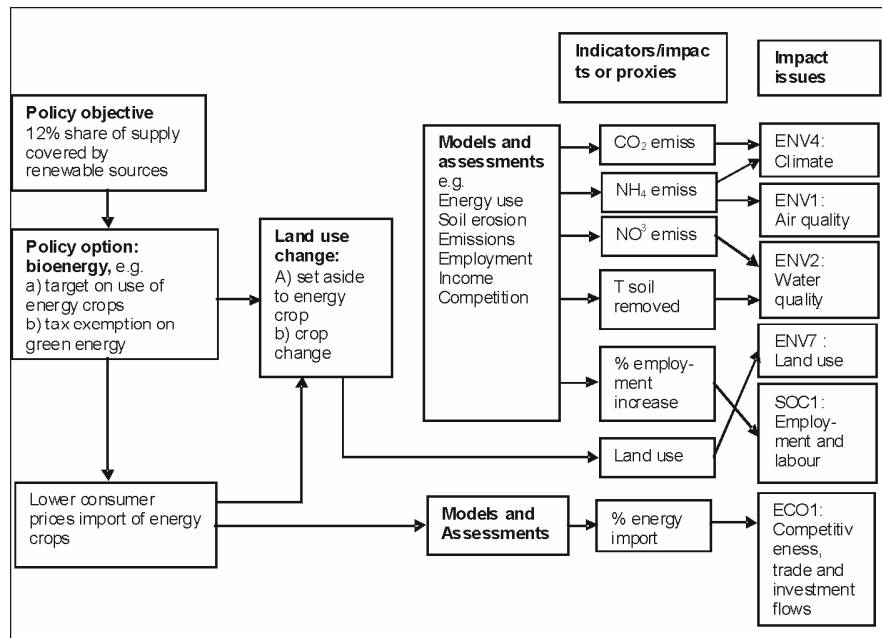 Indicators/impac
ts or proxies
Impact
issues
Policy objective
12% share of supply
covered by
renewable sources
Policy option:
bioenergy, e.g.
a) target on use of
energy crops
b) tax exemption on
green energy
Lower consumer
prices import of energy
crops
Land use
change:
A) set aside
to energy
crop
b) crop
change
Models and
assessments
e.g.
Energy use
Soil erosion
Emissions
Employment
Income
Competition
Models and
Assessments
CO₂ emiss
NH₄ emiss
NO³ emiss
T soil
removed
% employ-
ment
increase
Land use
% energy
import
ENV4:
Climate
ENV1:
Air quality
ENV2:
Water
quality
ENV7 :
Land use
SOC1:
Employ-
ment and
labour
ECO1:
Competitiv
eness,
trade and
investment
flows